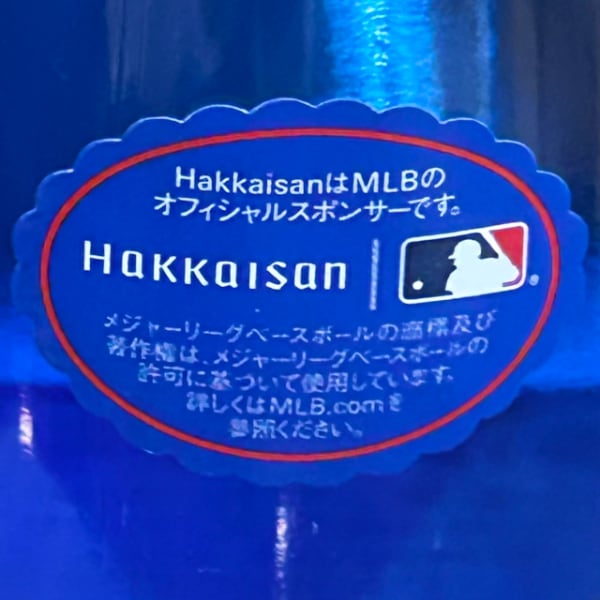 HakkaisanはMLBの
オフィシャルスポンサーです。
Hakkaisan
メジャーリーグベースボールの商標及び
著作権は、メジャーリーグベースボールの
許可に基づいて使用しています。
詳しくはMLB.comを
参照ください。